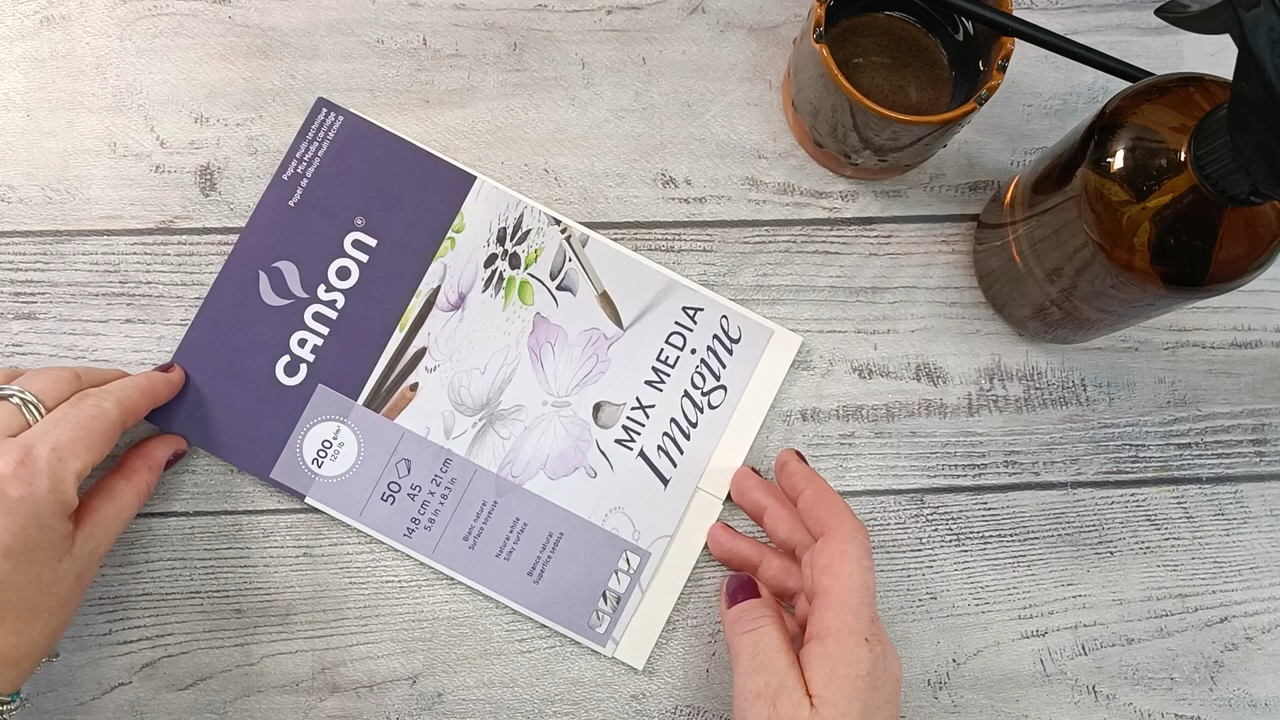 Papier multi-technique
Mix Media cartridge
Papel de dibujo multi técnica
CANSON®
MIX MEDIA
Imagine
200 g/m²
120 lb
50
A5
14,8 cm x 21 cm
5.8 in x 8.3 in
Blanc naturel
Surface soyeuse
Natural white
Silky surface
Blanco natural
Superficie sedosa